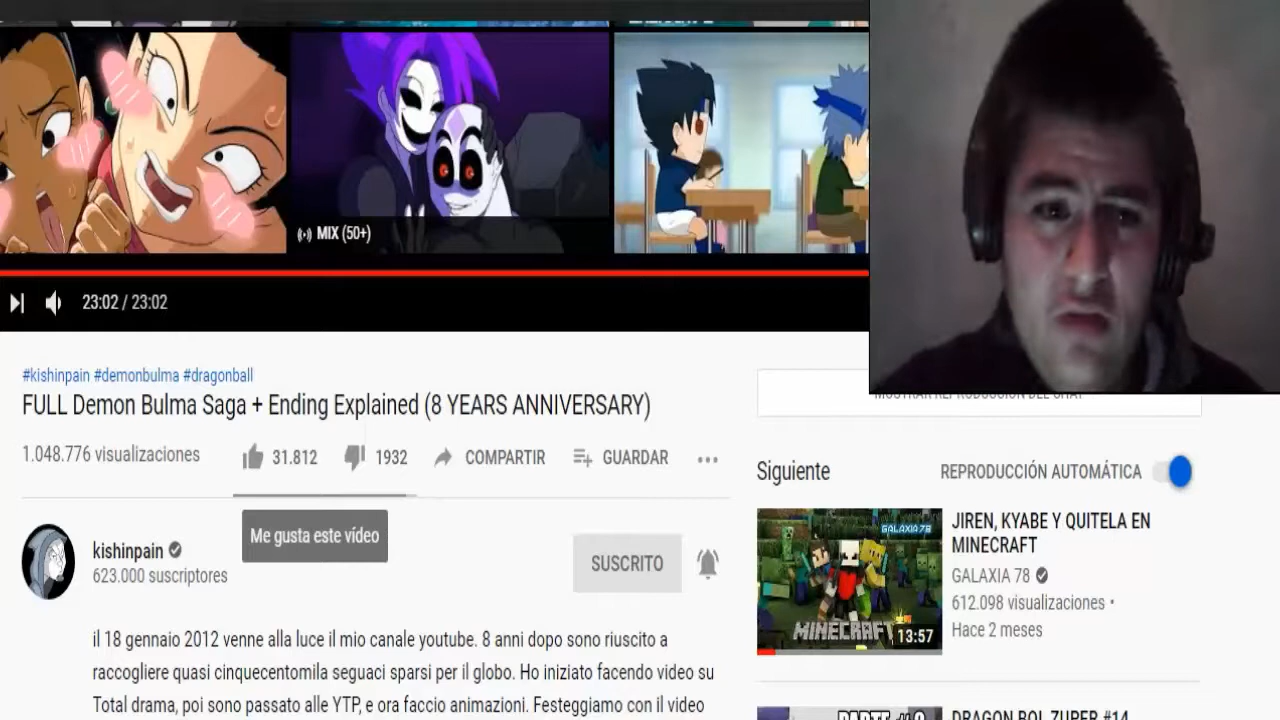 MIX (50+)
23:02 / 23:02
#kishinpain #demonbulma #dragonball
FULL Demon Bulma Saga + Ending Explained (8 YEARS ANNIVERSARY)
1.048.776 visualizaciones
31.812
1932
COMPARTIR
GUARDAR
Me gusta este vídeo
kishinpain
623.000 suscriptores
SUSCRITO
il 18 gennaio 2012 venne alla luce il mio canale youtube. 8 anni dopo sono riuscito a
raccogliere quasi cinquecentomila seguaci sparsi per il globo. Ho iniziato facendo video su
Total drama, poi sono passato alle YTP, e ora faccio animazioni. Festeggiamo con il video
Siguiente
REPRODUCCIÓN AUTOMÁTICA
GALAXIA 78
MINECRAFT
13:57
JIREN, KYABE Y QUITELA EN
MINECRAFT
GALAXIA 78
612.098 visualizaciones •
Hace 2 meses
DRAGON BOL ZUPER #14